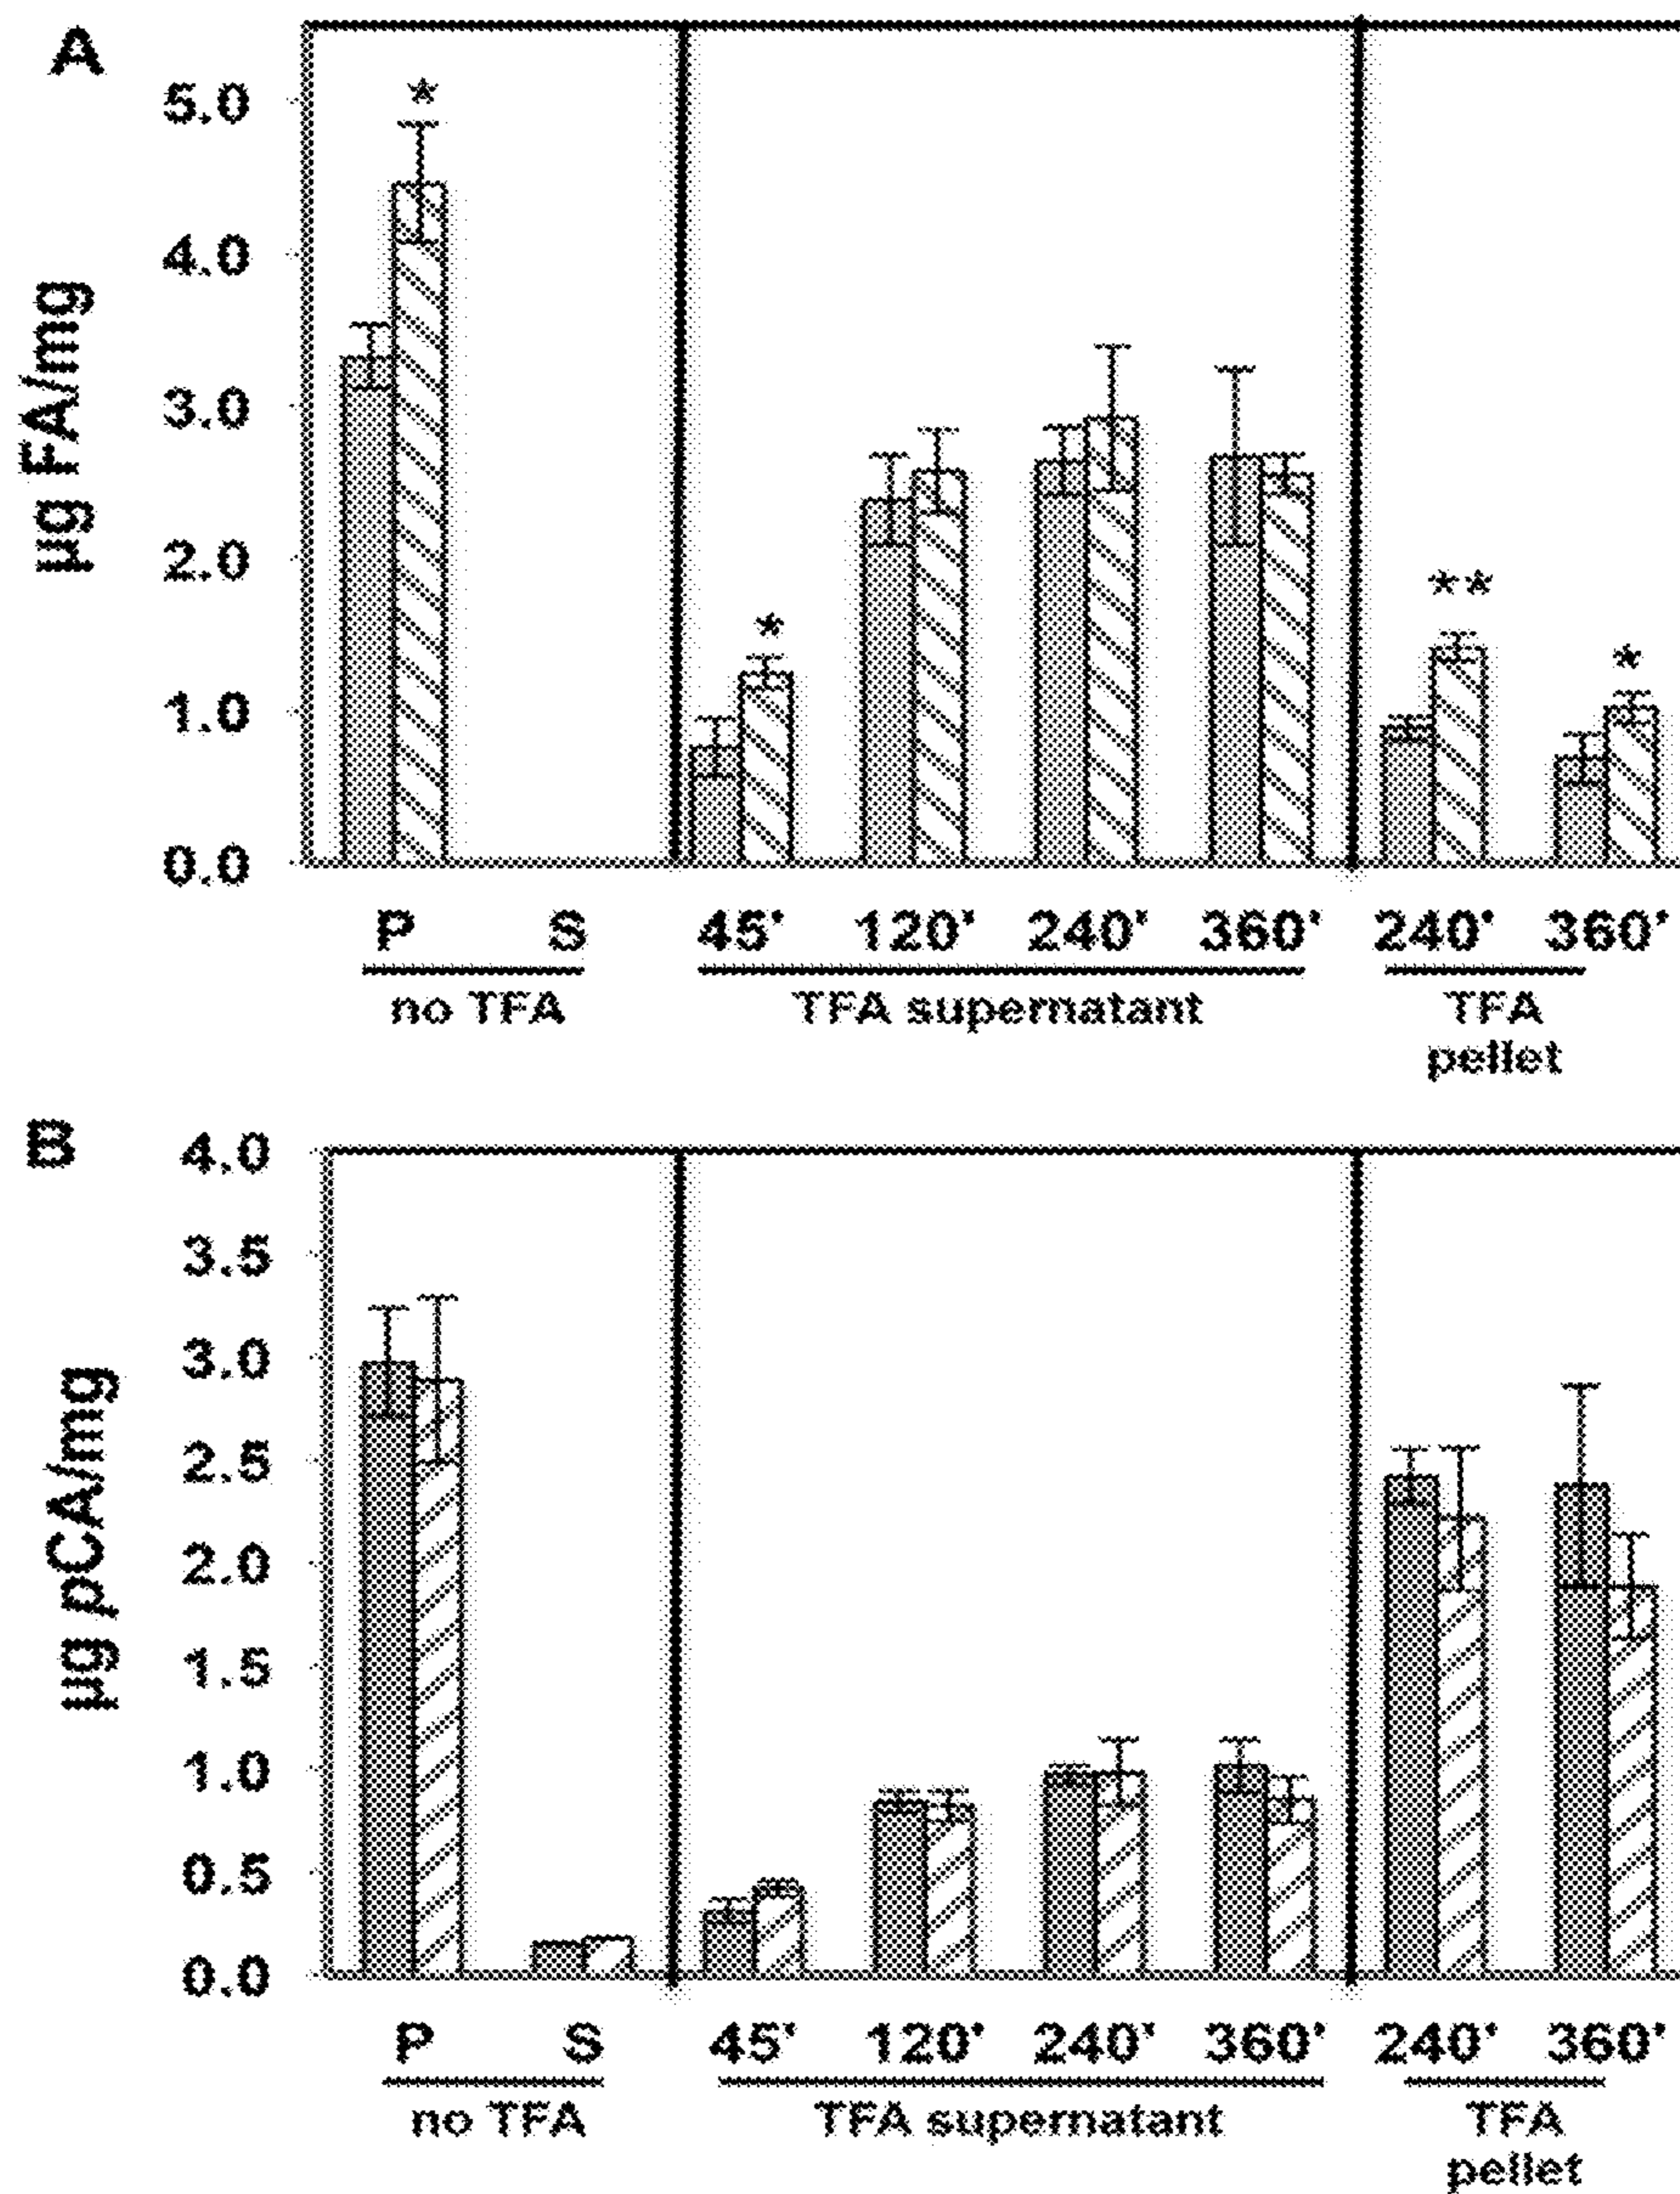 A
µg FA/mg
5.0
4.0
3.0
2.0
1.0
0.0
*
*
**
*
P S 45' 120' 240' 360' 240' 360'
no TFA TFA supernatant TFA
pellet
B
µg pCA/mg
4.0
3.5
3.0
2.5
2.0
1.5
1.0
0.5
0.0
P S 45' 120' 240' 360' 240' 360'
no TFA TFA supernatant TFA
pellet